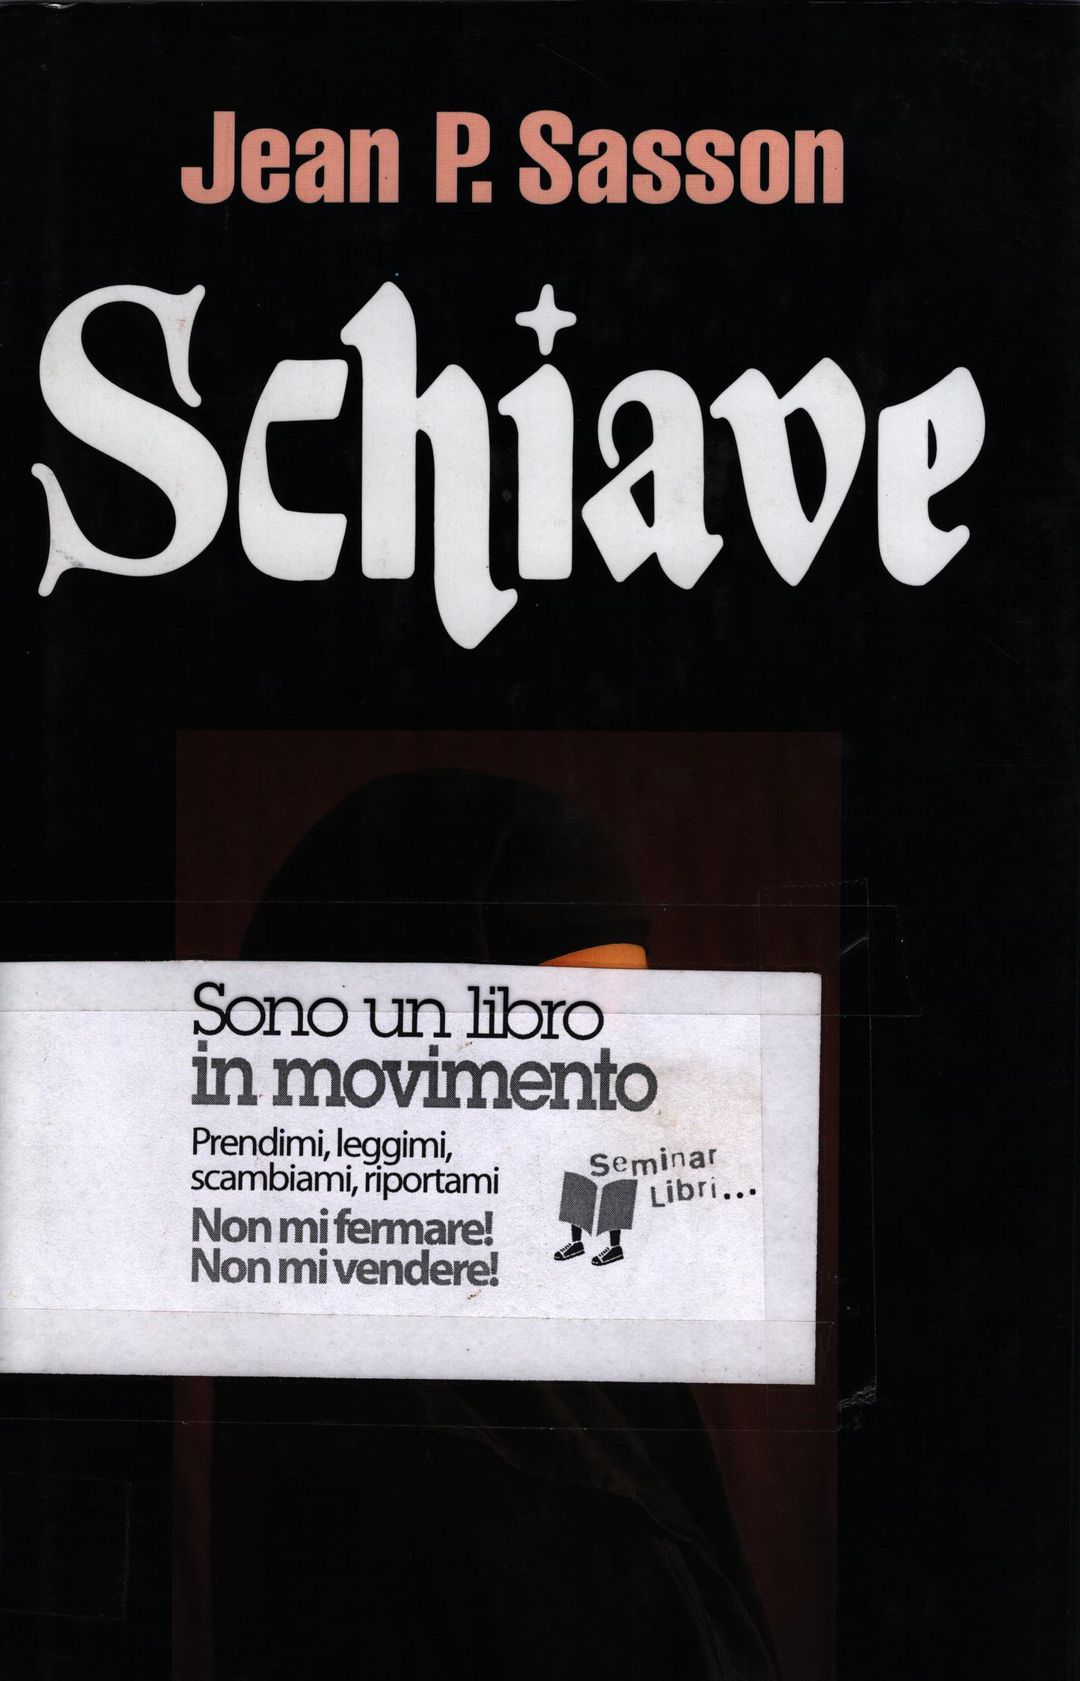 Jean P. Sasson
Schiave
Sono un libro
in movimento
Prendimi, leggimi,
scambiami, riportami
Non mi fermare!
Non mi vendere!
Seminar
Libri...